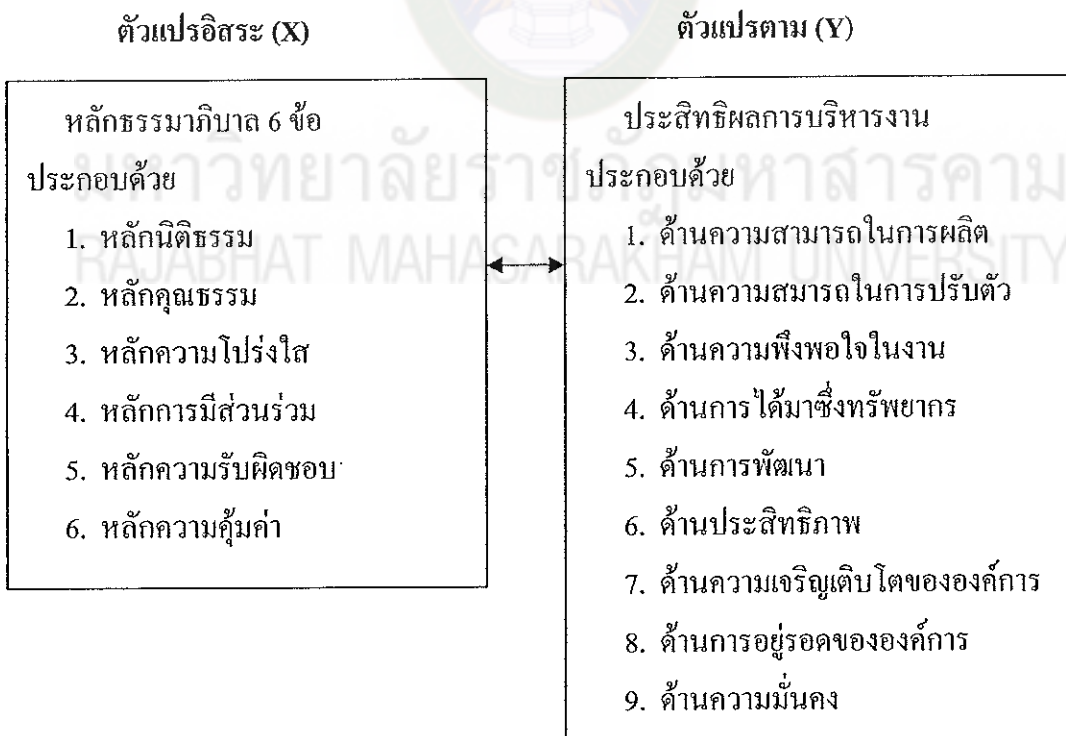 ตัวแปรอิสระ (X)
ตัวแปรตาม (Y)
หลักธรรมาภิบาล 6 ข้อ
ประกอบด้วย
1. หลักนิติธรรม
2. หลักคุณธรรม
3. หลักความโปร่งใส
4. หลักการมีส่วนร่วม
5. หลักความรับผิดชอบ
6. หลักความคุ้มค่า
ประสิทธิผลการบริหารงาน
ประกอบด้วย
1. ด้านความสามารถในการผลิต
2. ด้านความสมารถในการปรับตัว
3. ด้านความพึงพอใจในงาน
4. ด้านการได้มาซึ่งทรัพยากร
5. ด้านการพัฒนา
6. ด้านประสิทธิภาพ
7. ด้านความเจริญเติบโตขององค์การ
8. ด้านการอยู่รอดขององค์การ
9. ด้านความมั่นคง
มหาวิทยาลัยราชภัฏมหาสารคาม
RAJABHAT MAHASARAKHAM UNIVERSITY